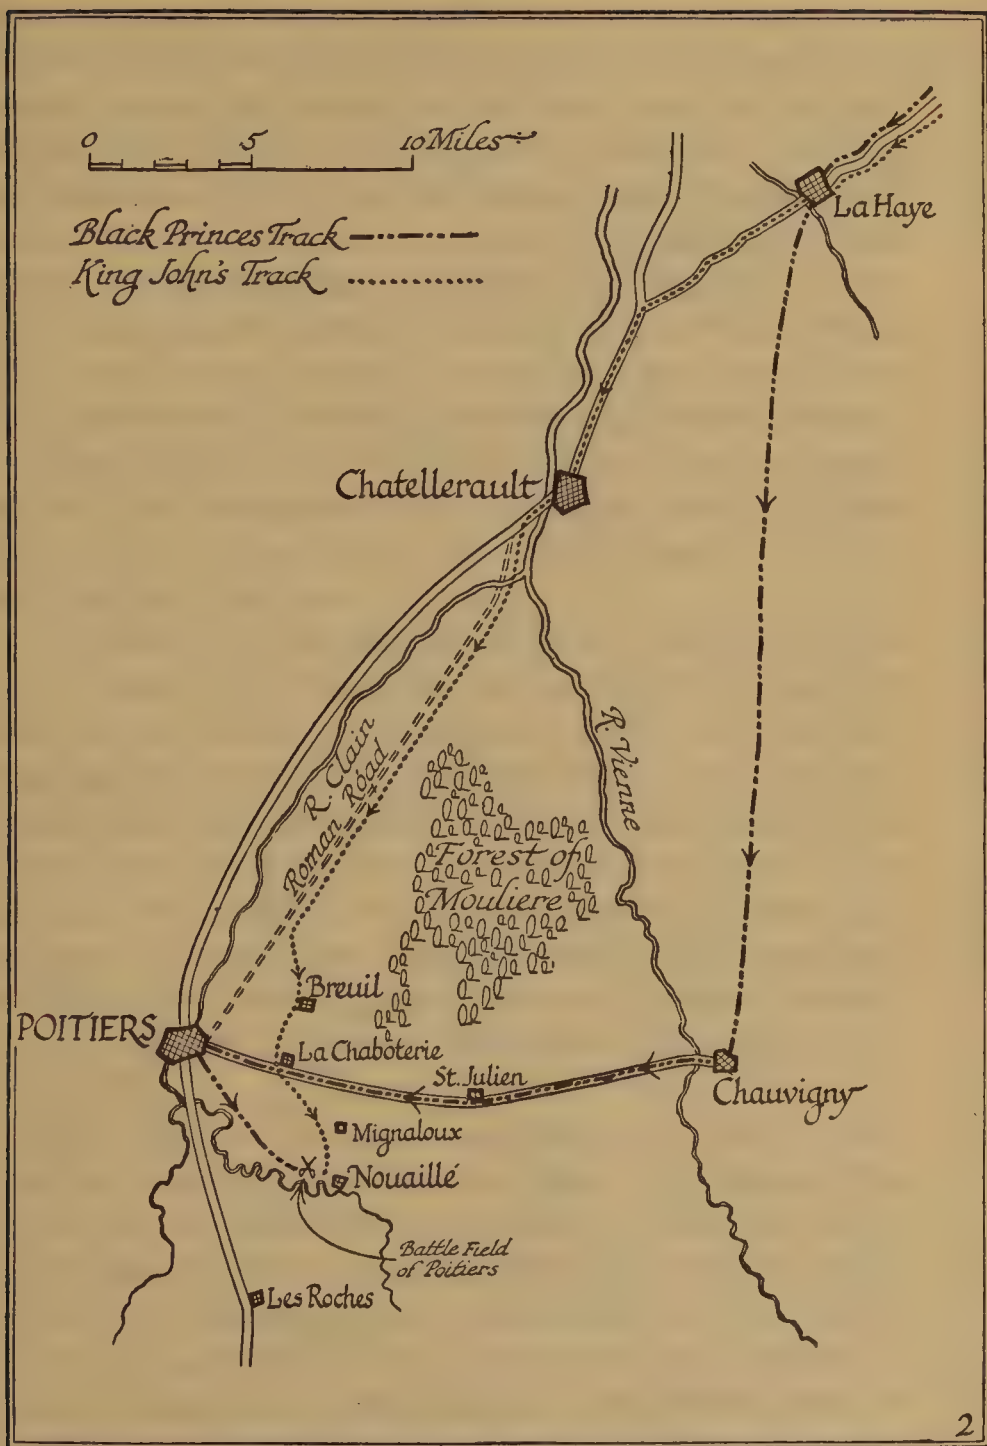 0 5 10 Miles
Black Princes Track
King John's Track
La Haye
Chatellerault
R. Clain
Roman Road
R. Vienne
Forest of
Mouliere
Breuil
POITIERS
La Chaboterie
St. Julien
Chauvigny
Mignaloux
Nouaillé
Battle Field
of Poitiers
Les Roches
2